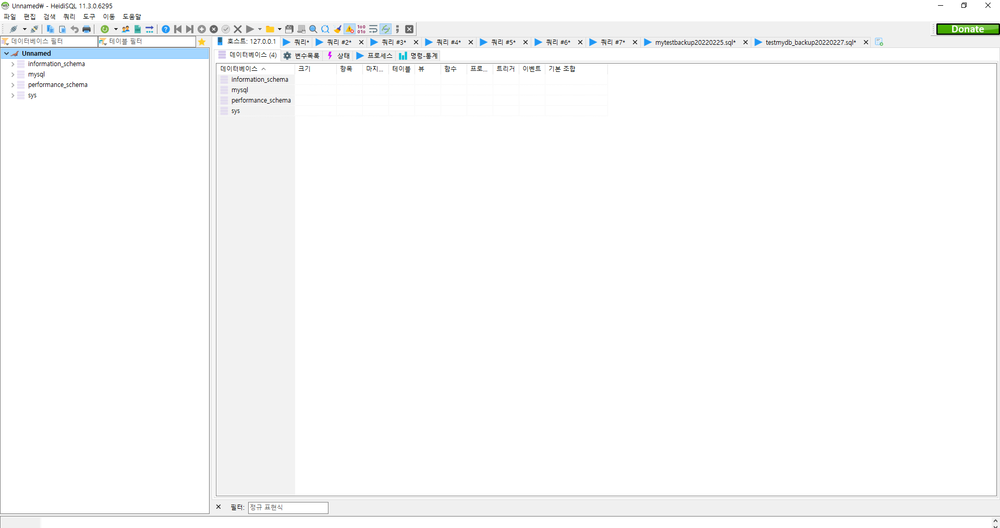 Unnamed₩ - HeidiSQL 11.3.0.6295
파일 편집 검색 쿼리 도구 이동 도움말
Donate
데이터베이스 필터 테이블 필터
호스트: 127.0.0.1 쿼리* 쿼리 #2* 쿼리 #3* 쿼리 #4* 쿼리 #5* 쿼리 #6* 쿼리 #7* mytestbackup20220225.sql* testmydb_backup20220227.sql*
Unnamed
information_schema
mysql
performance_schema
sys
데이터베이스 (4) 변수목록 상태 프로세스 명령-통계
데이터베이스 크기 항목 마지... 테이블 뷰 함수 프로... 트리거 이벤트 기본 조합
information_schema
mysql
performance_schema
sys
필터: 정규 표현식